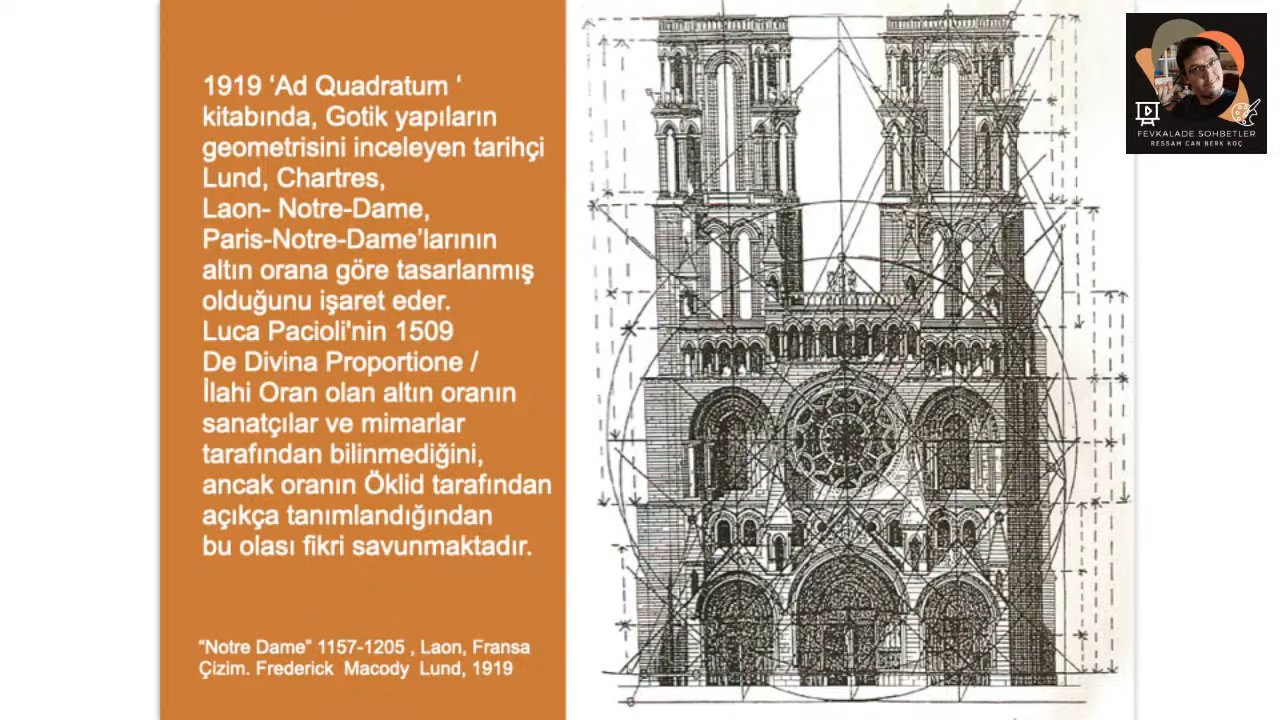 1919 ‘Ad Quadratum ‘
kitabında, Gotik yapıların
geometrisini inceleyen tarihçi
Lund, Chartres,
Laon- Notre-Dame,
Paris-Notre-Dame’larının
altın orana göre tasarlanmış
olduğunu işaret eder.
Luca Pacioli'nin 1509
De Divina Proportione /
İlahi Oran olan altın oranın
sanatçılar ve mimarlar
tarafından bilinmediğini,
ancak oranın Öklid tarafından
açıkça tanımlandığından
bu olası fikri savunmaktadır.
“Notre Dame” 1157-1205 , Laon, Fransa
Çizim. Frederick Macody Lund, 1919
FEVKALADE SOHBETLER
RESSAM CAN BERK KOÇ